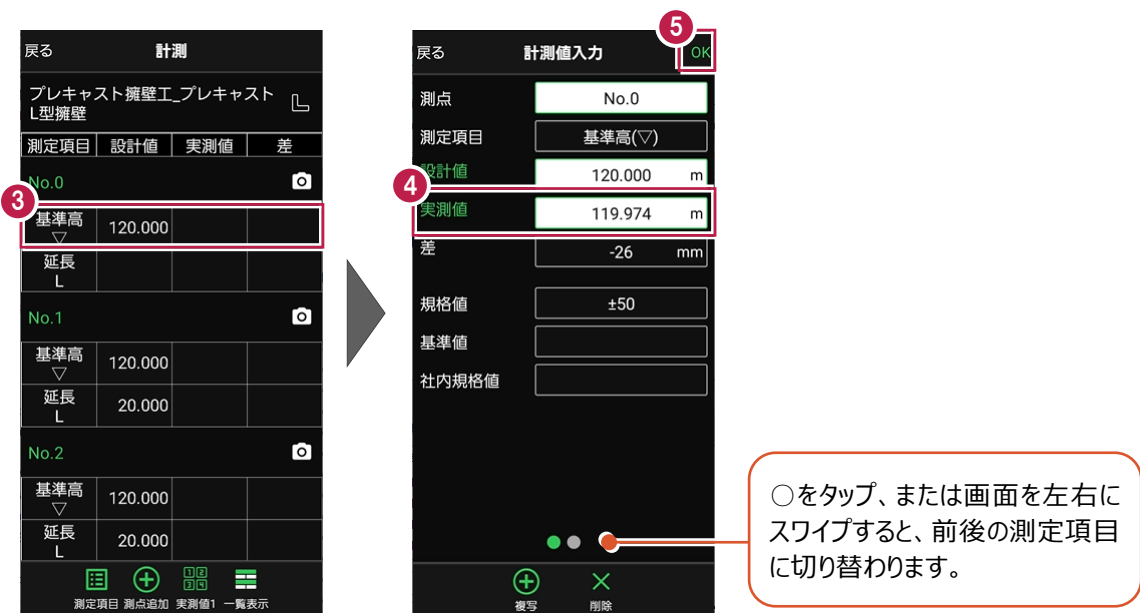 戻る 計測
プレキャスト擁壁工_プレキャスト
L型擁壁
測定項目 設計値 実測値 差
No.0
3
基準高
▽ 120.000
延長
L
No.1
基準高
▽ 120.000
延長
L 20.000
No.2
基準高
▽ 120.000
延長
L 20.000
1 2
3 4
測定項目 測点追加 実測値1 一覧表示
5
戻る 計測値入力 OK
測点 No.0
測定項目 基準高(▽)
設計値 120.000 m
4
実測値 119.974 m
差 -26 mm
規格値 ±50
基準値
社内規格値
複写 削除
○をタップ、または画面を左右に
スワイプすると、前後の測定項目
に切り替わります。